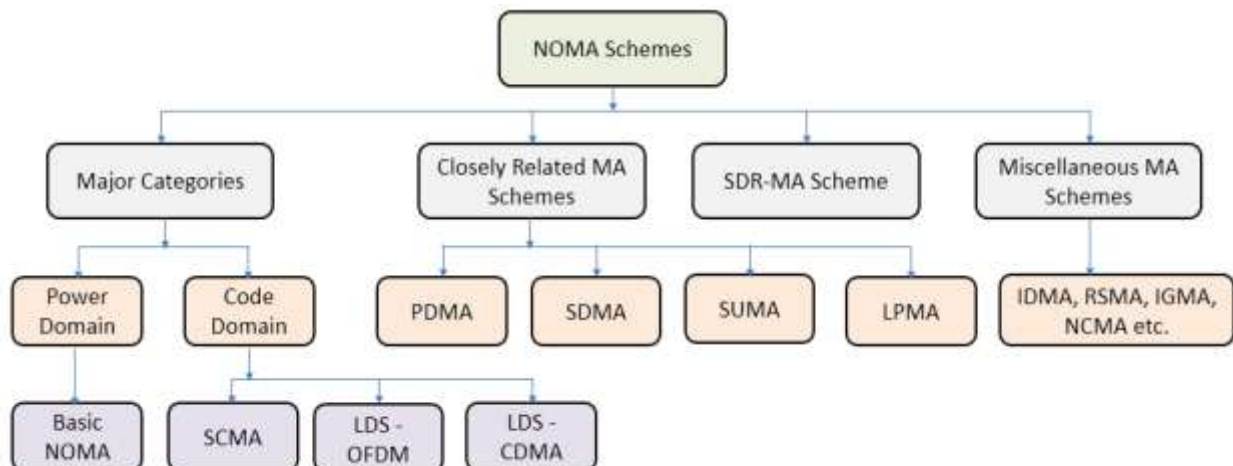 NOMA Schemes
Major Categories
Closely Related MA
Schemes
SDR-MA Scheme
Miscellaneous MA
Schemes
Power
Domain
Code
Domain
PDMA
SDMA
SUMA
LPMA
IDMA, RSMA, IGMA,
NCMA etc.
Basic
NOMA
SCMA
LDS -
OFDM
LDS -
CDMA